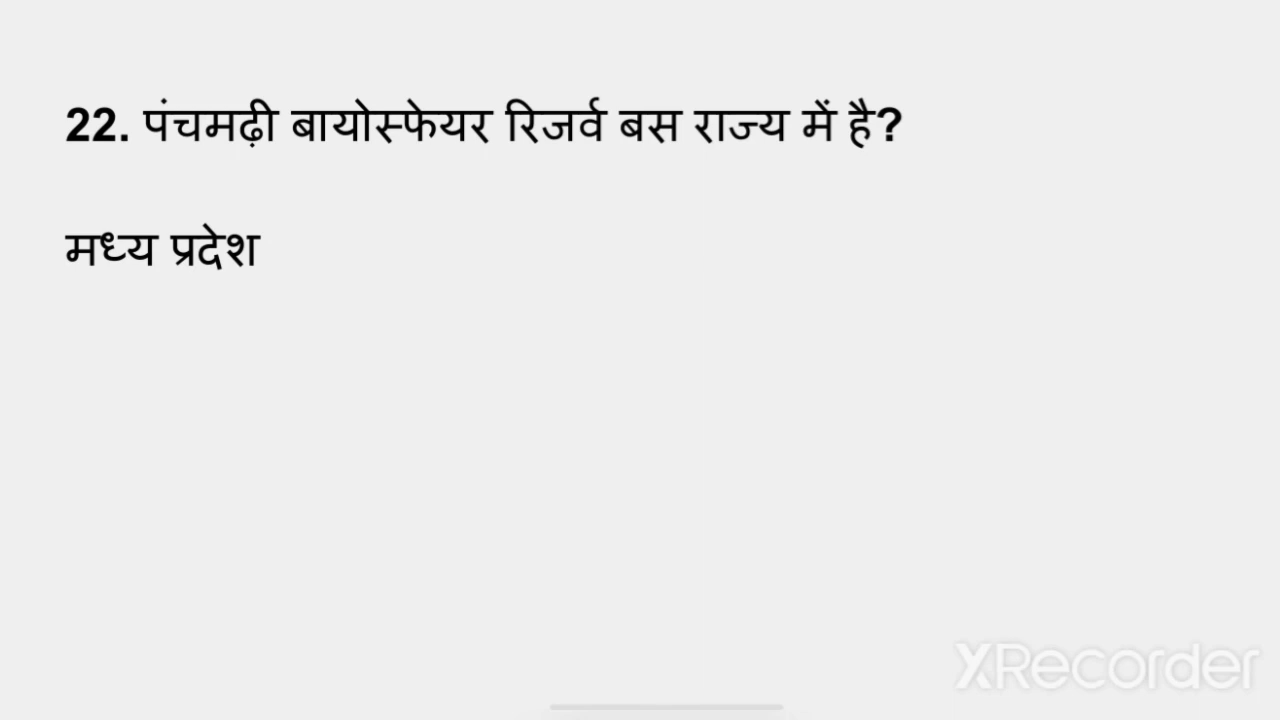 22. पंचमढ़ी बायोस्फेयर रिजर्व बस राज्य में है?
मध्य प्रदेश
XRecorder